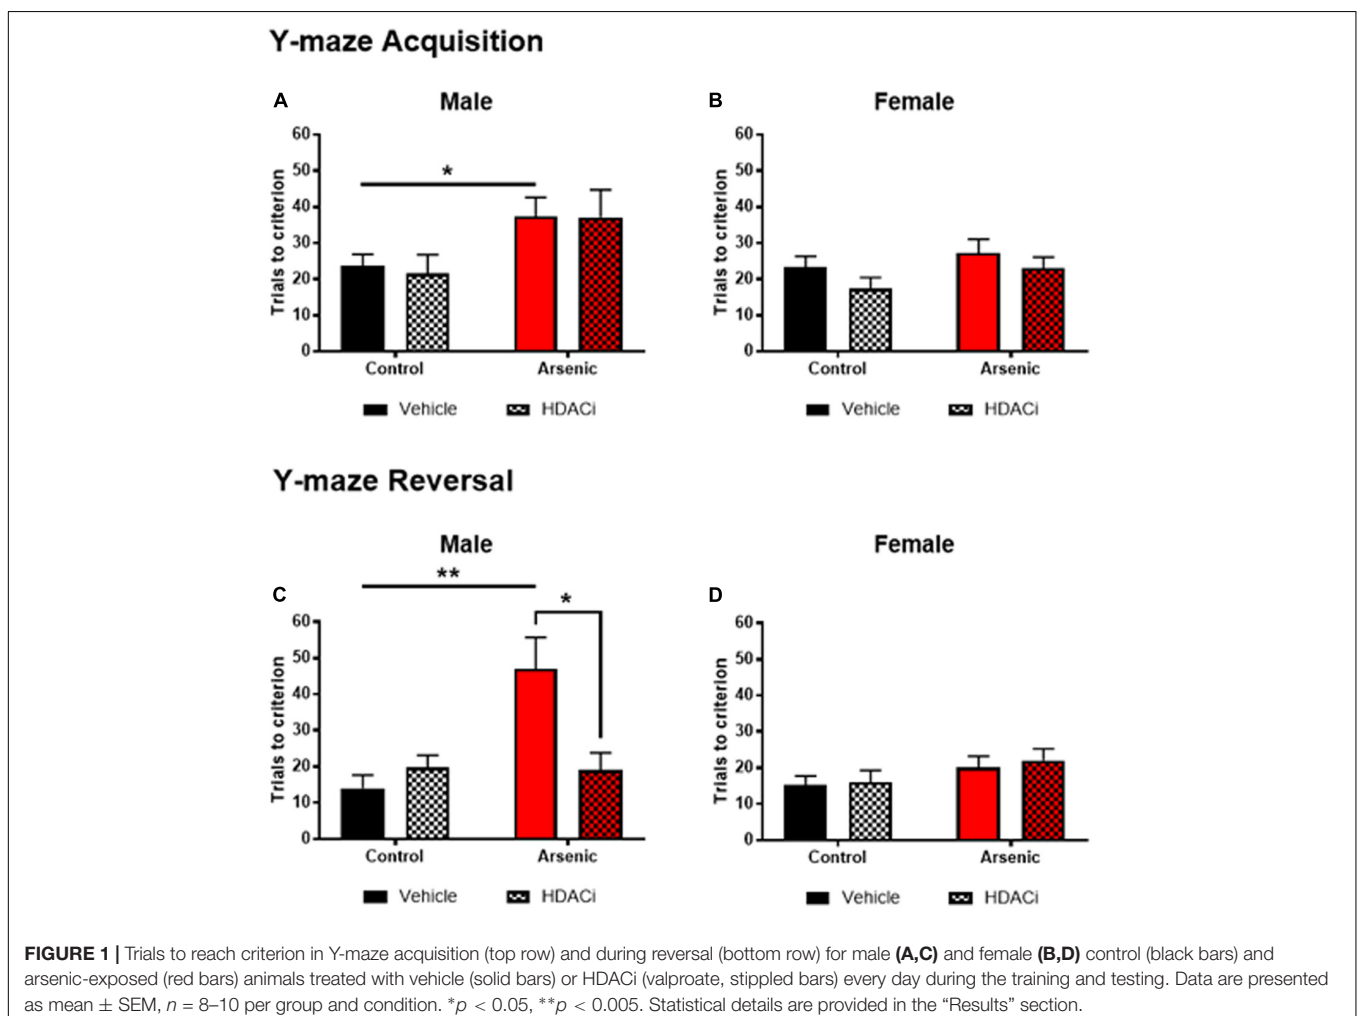 Y-maze Acquisition
A
Male
Trials to criterion
60
50
40
30
20
10
0
*
Control
Arsenic
Vehicle
HDACi
B
Female
Trials to criterion
60
50
40
30
20
10
0
Control
Arsenic
Vehicle
HDACi
Y-maze Reversal
C
Male
Trials to criterion
60
50
40
30
20
10
0
**
*
Control
Arsenic
Vehicle
HDACi
D
Female
Trials to criterion
60
50
40
30
20
10
0
Control
Arsenic
Vehicle
HDACi
FIGURE 1 | Trials to reach criterion in Y-maze acquisition (top row) and during reversal (bottom row) for male (A,C) and female (B,D) control (black bars) and
arsenic-exposed (red bars) animals treated with vehicle (solid bars) or HDACi (valproate, stippled bars) every day during the training and testing. Data are presented
as mean ± SEM, n = 8–10 per group and condition. *p < 0.05, **p < 0.005. Statistical details are provided in the “Results” section.